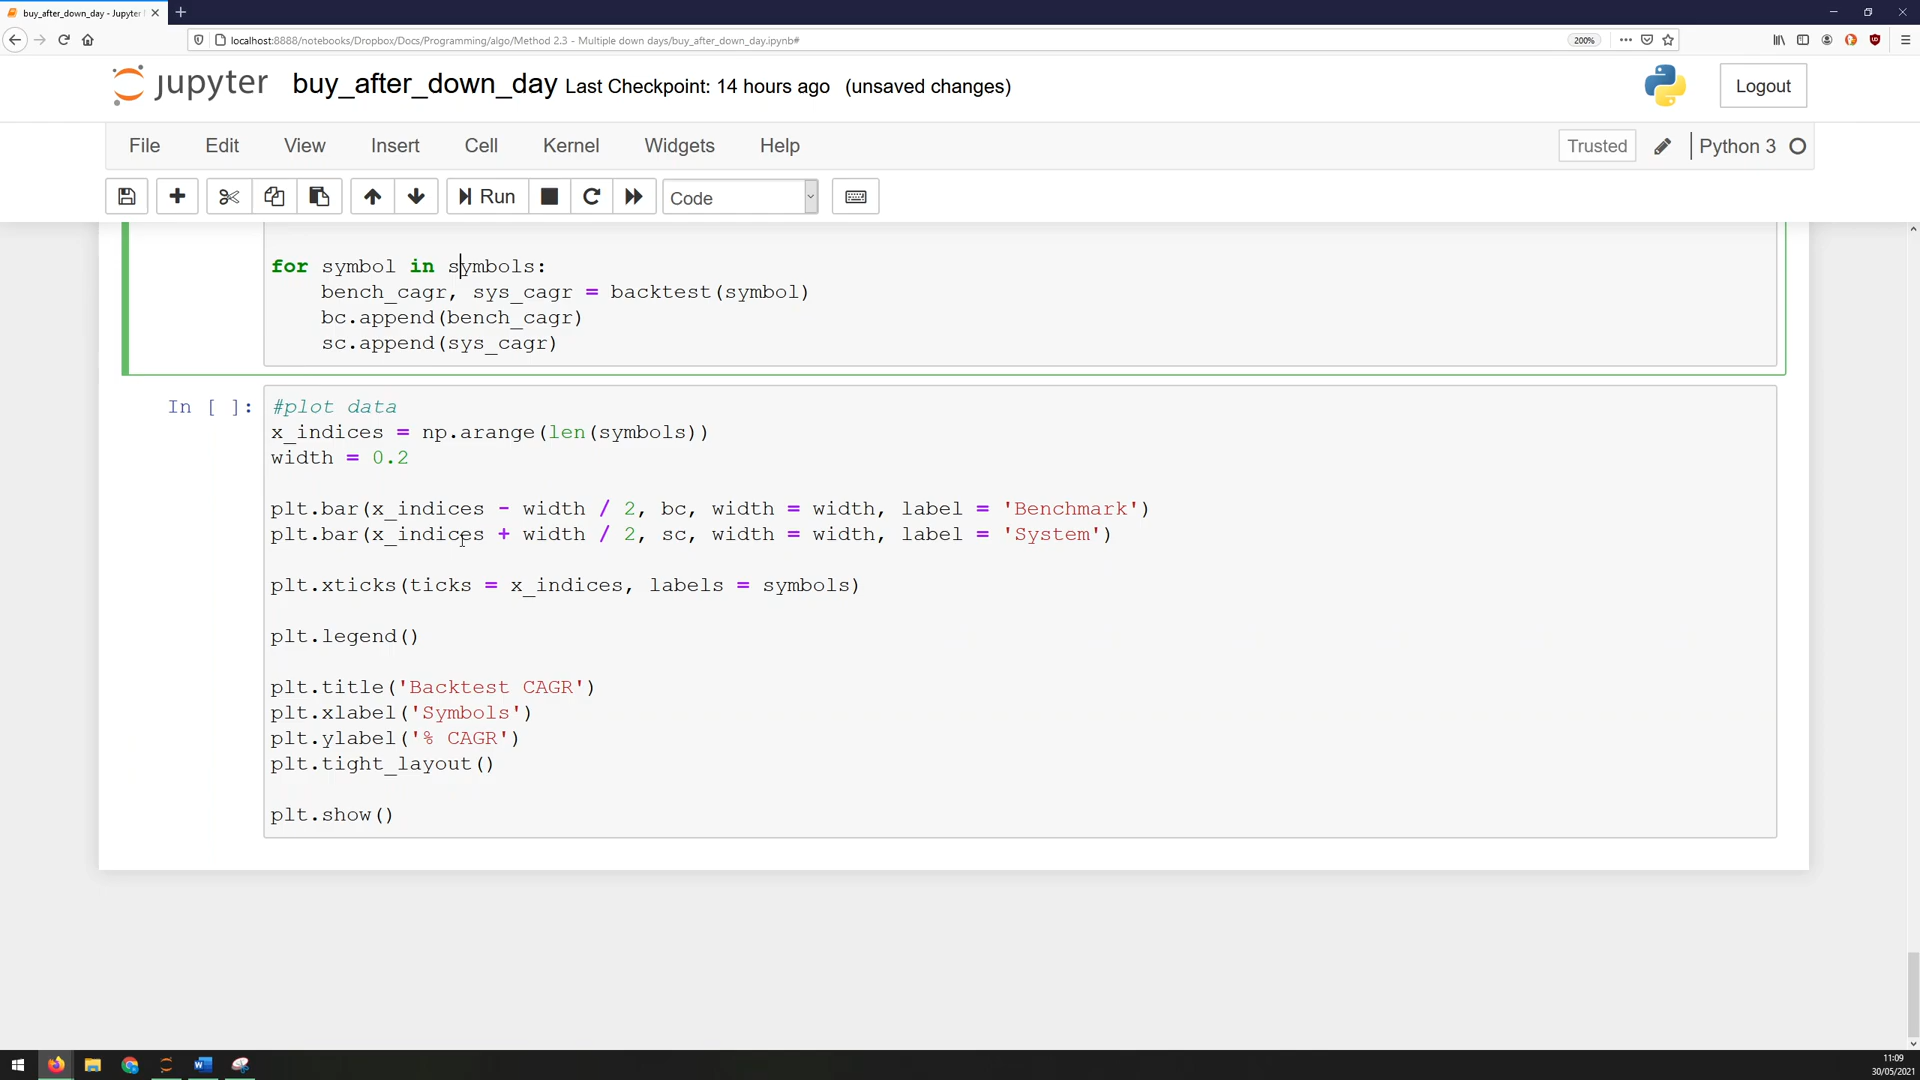 buy_after_down_day - Jupyter
localhost:8888/notebooks/Dropbox/Docs/Programming/algo/Method 2.3 - Multiple down days/buy_after_down_day.ipynb#
200%
jupyter buy_after_down_day Last Checkpoint: 14 hours ago (unsaved changes)
Logout
File Edit View Insert Cell Kernel Widgets Help
Trusted Python 3
Run Code
for symbol in symbols:
    bench_cagr, sys_cagr = backtest(symbol)
    bc.append(bench_cagr)
    sc.append(sys_cagr)
In [ ]:
#plot data
x_indices = np.arange(len(symbols))
width = 0.2
plt.bar(x_indices - width / 2, bc, width = width, label = 'Benchmark')
plt.bar(x_indices + width / 2, sc, width = width, label = 'System')
plt.xticks(ticks = x_indices, labels = symbols)
plt.legend()
plt.title('Backtest CAGR')
plt.xlabel('Symbols')
plt.ylabel('% CAGR')
plt.tight_layout()
plt.show()
11:09
30/05/2021